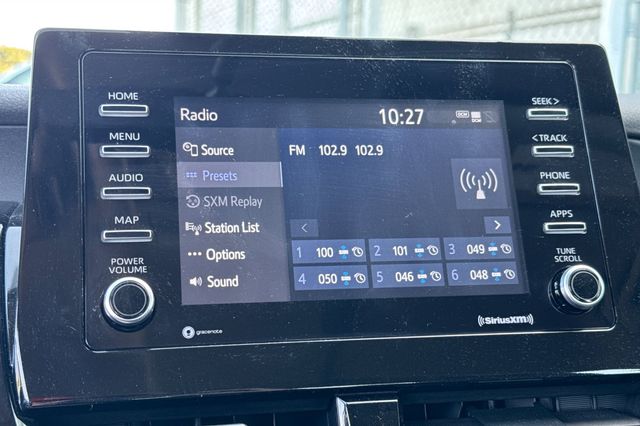 HOME
MENU
AUDIO
MAP
POWER
VOLUME
Radio
10:27
DCM
DCM
Source
Presets
SXM Replay
Station List
Options
Sound
FM 102.9 102.9
< >
1 100 2 101 3 049
4 050 5 046 6 048
gracenote
SiriusXM
SEEK >
< TRACK
PHONE
APPS
TUNE
SCROLL